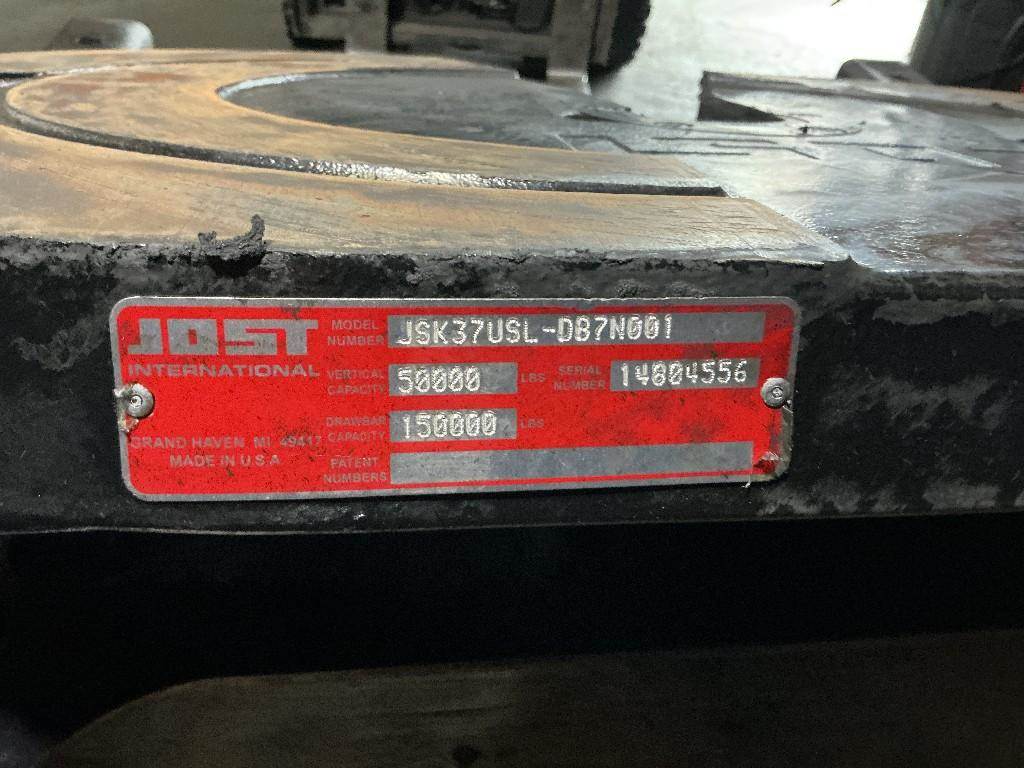 JOST
INTERNATIONAL
GRAND HAVEN MI 49417
MADE IN U.S.A
MODEL NUMBER JSK37USL-DB7N001
VERTICAL CAPACITY 50000 LBS
SERIAL NUMBER 14804556
DRAWBAR CAPACITY 150000 LBS
PATENT NUMBERS